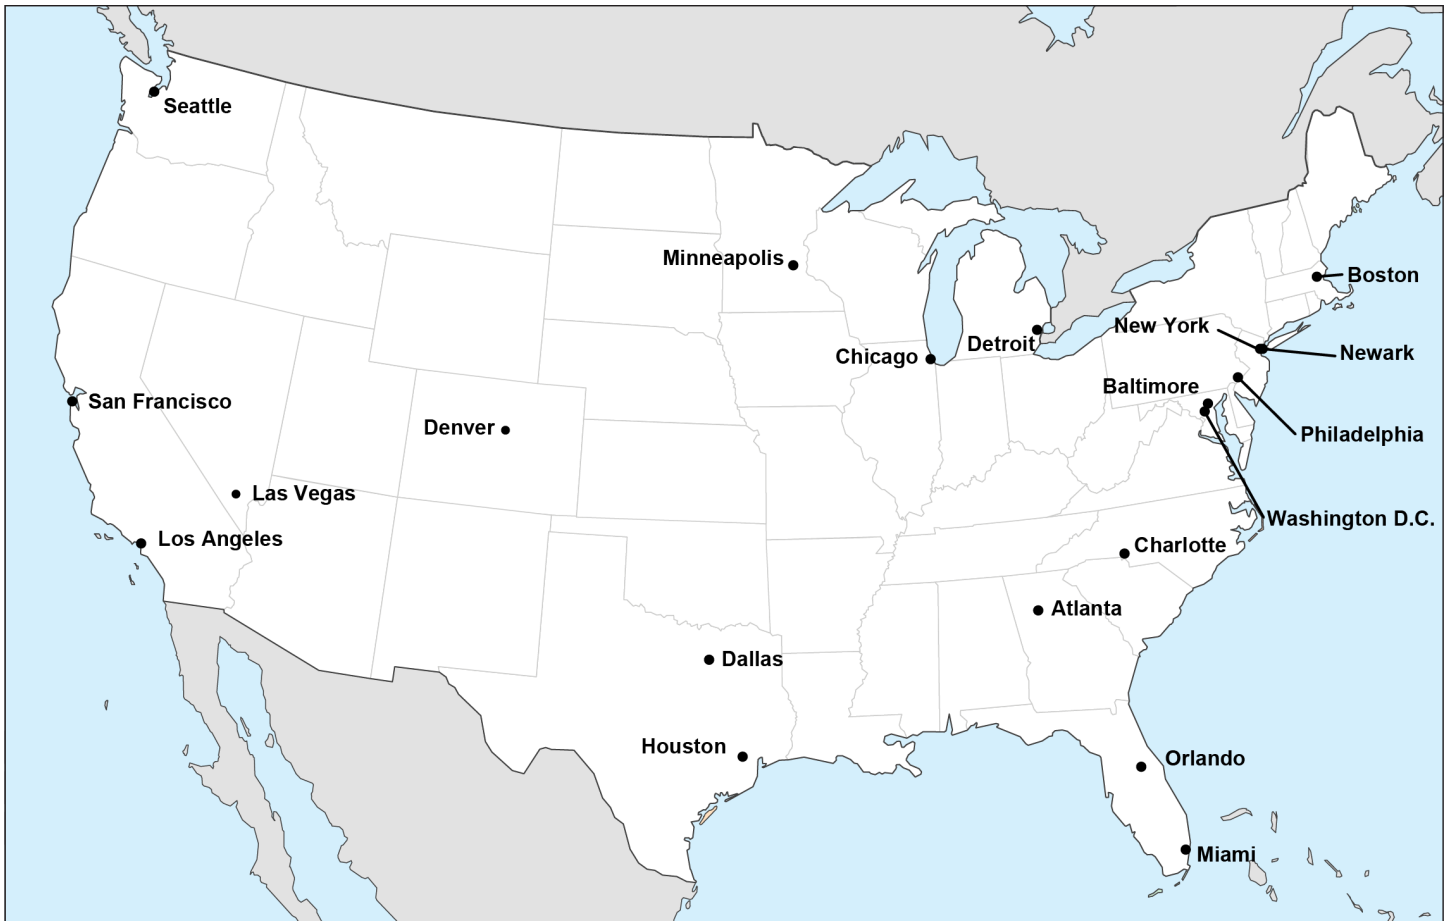 Seattle
Minneapolis
Boston
New York
Detroit
Newark
Chicago
Baltimore
San Francisco
Denver
Philadelphia
Las Vegas
Washington D.C.
Los Angeles
Charlotte
Atlanta
Dallas
Houston
Orlando
Miami